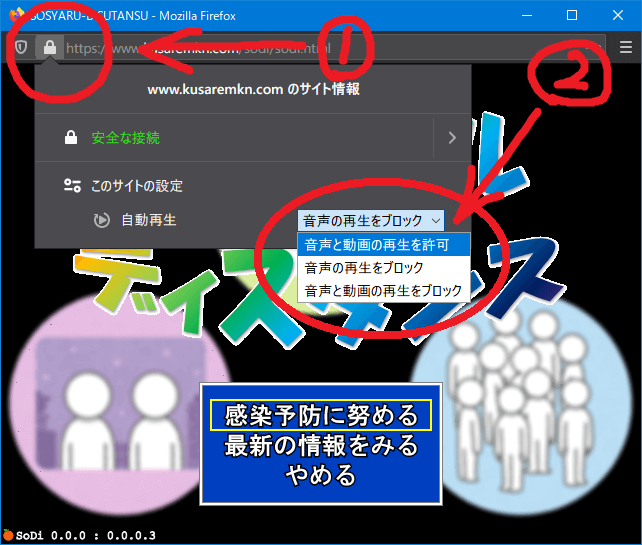 SOSYARU-DISUTANSU - Mozilla Firefox
https://www.kusaremkn.com/sodi/sodi.html
①
②
www.kusaremkn.com のサイト情報
安全な接続
このサイトの設定
自動再生
音声の再生をブロック
音声と動画の再生を許可
音声の再生をブロック
音声と動画の再生をブロック
ディスタンス
感染予防に努める
最新の情報をみる
やめる
SoDi 0.0.0 : 0.0.0.3